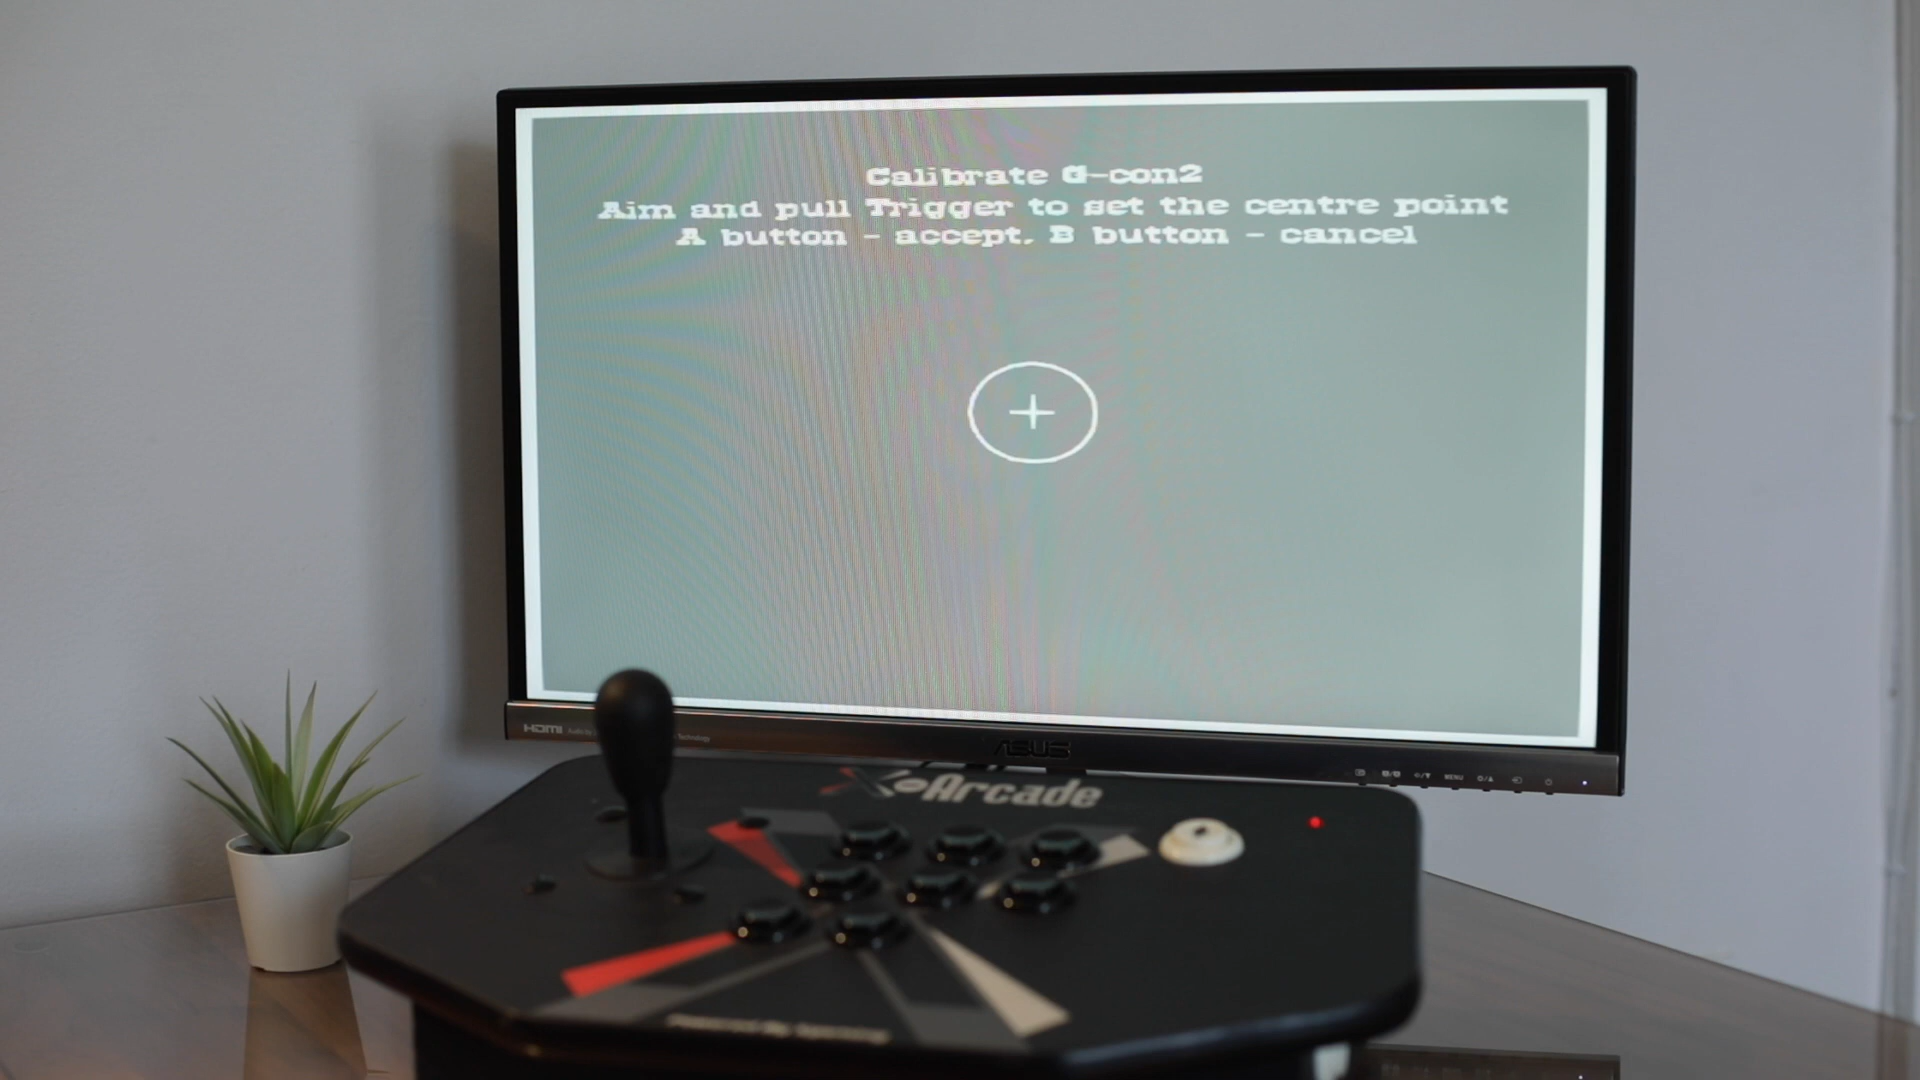 Calibrate G-con2
Aim and pull Trigger to set the centre point
A button - accept, B button - cancel
HDMI
Technology
ASUS
MENU
X-Arcade